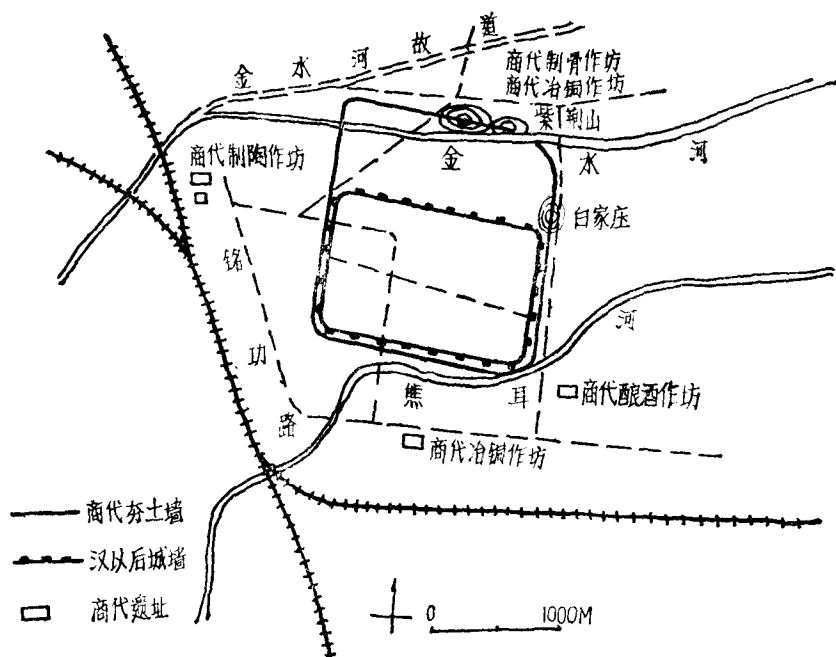 金水河故道
商代制骨作坊
商代冶铜作坊
紫荆山
金水河
商代制陶作坊
白家庄
铭功路
熊耳河
商代酿酒作坊
商代冶铜作坊
商代夯土墙
汉以后城墙
商代遗址
0 1000M